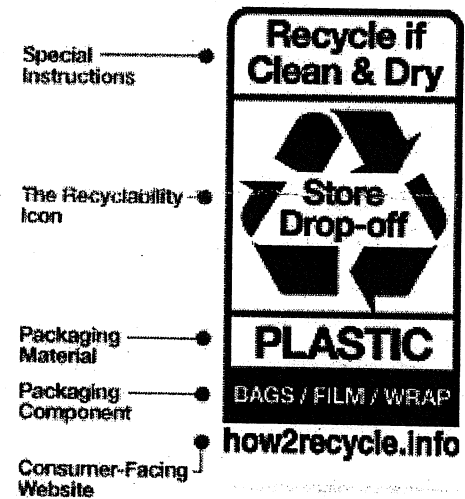 Special
Instructions
Recycle if
Clean & Dry
The Recyclability
Icon
Store
Drop-off
Packaging
Material
PLASTIC
Packaging
Component
BAGS / FILM / WRAP
how2recycle.info
Consumer-Facing
Website